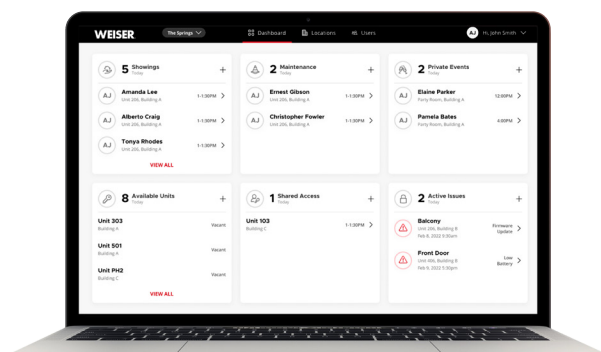 WEISER
The Springs
Dashboard
Locations
Users
AJ
Hi, John Smith
5 Showings
Today
+
AJ
Amanda Lee
Unit 206, Building A
1-1:30PM
AJ
Alberto Craig
Unit 205, Building A
1-1:30PM
AJ
Tonya Rhodes
Unit 205, Building A
1-1:30PM
VIEW ALL
2 Maintenance
Today
+
AJ
Ernest Gibson
Unit 205, Building A
1-1:30PM
AJ
Christopher Fowler
Unit 205, Building A
1-1:30PM
2 Private Events
Today
+
AJ
Elaine Parker
Party Room, Building A
12:00PM
AJ
Pamela Bates
Party Room, Building A
4:00PM
8 Available Units
Today
+
Unit 303
Building A
Vacant
Unit 501
Building A
Vacant
Unit PH2
Building C
Vacant
VIEW ALL
1 Shared Access
Today
+
Unit 103
Building C
1-1:30PM
2 Active Issues
Today
+
Balcony
Unit 206, Building B
Feb 8, 2022 9:30am
Firmware
Update
Front Door
Unit 306, Building B
2022 5:30pm
Low
Battery